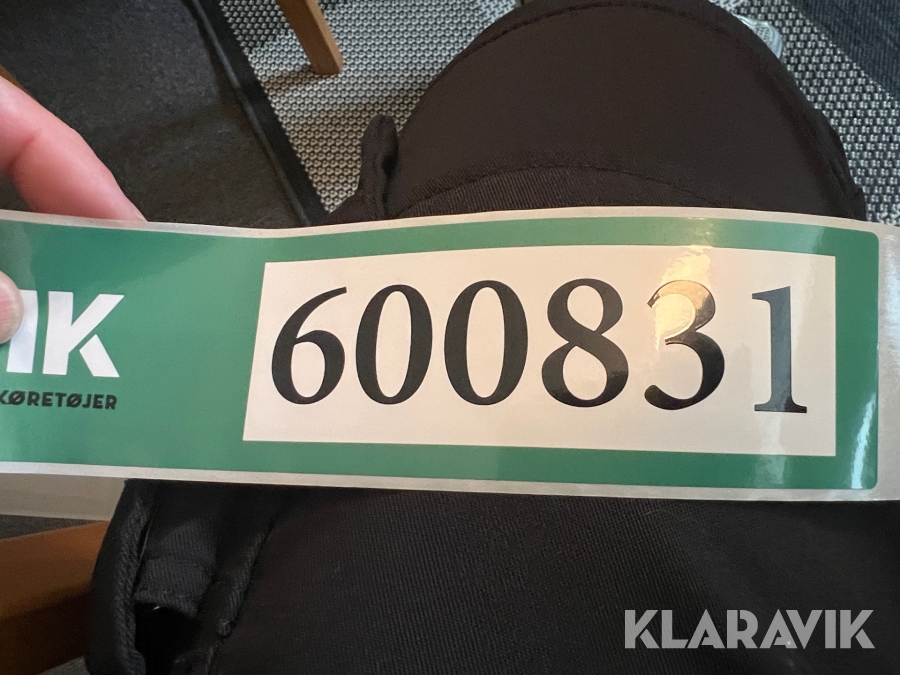 IK
KØRETØJER
600831
KLARAVIK